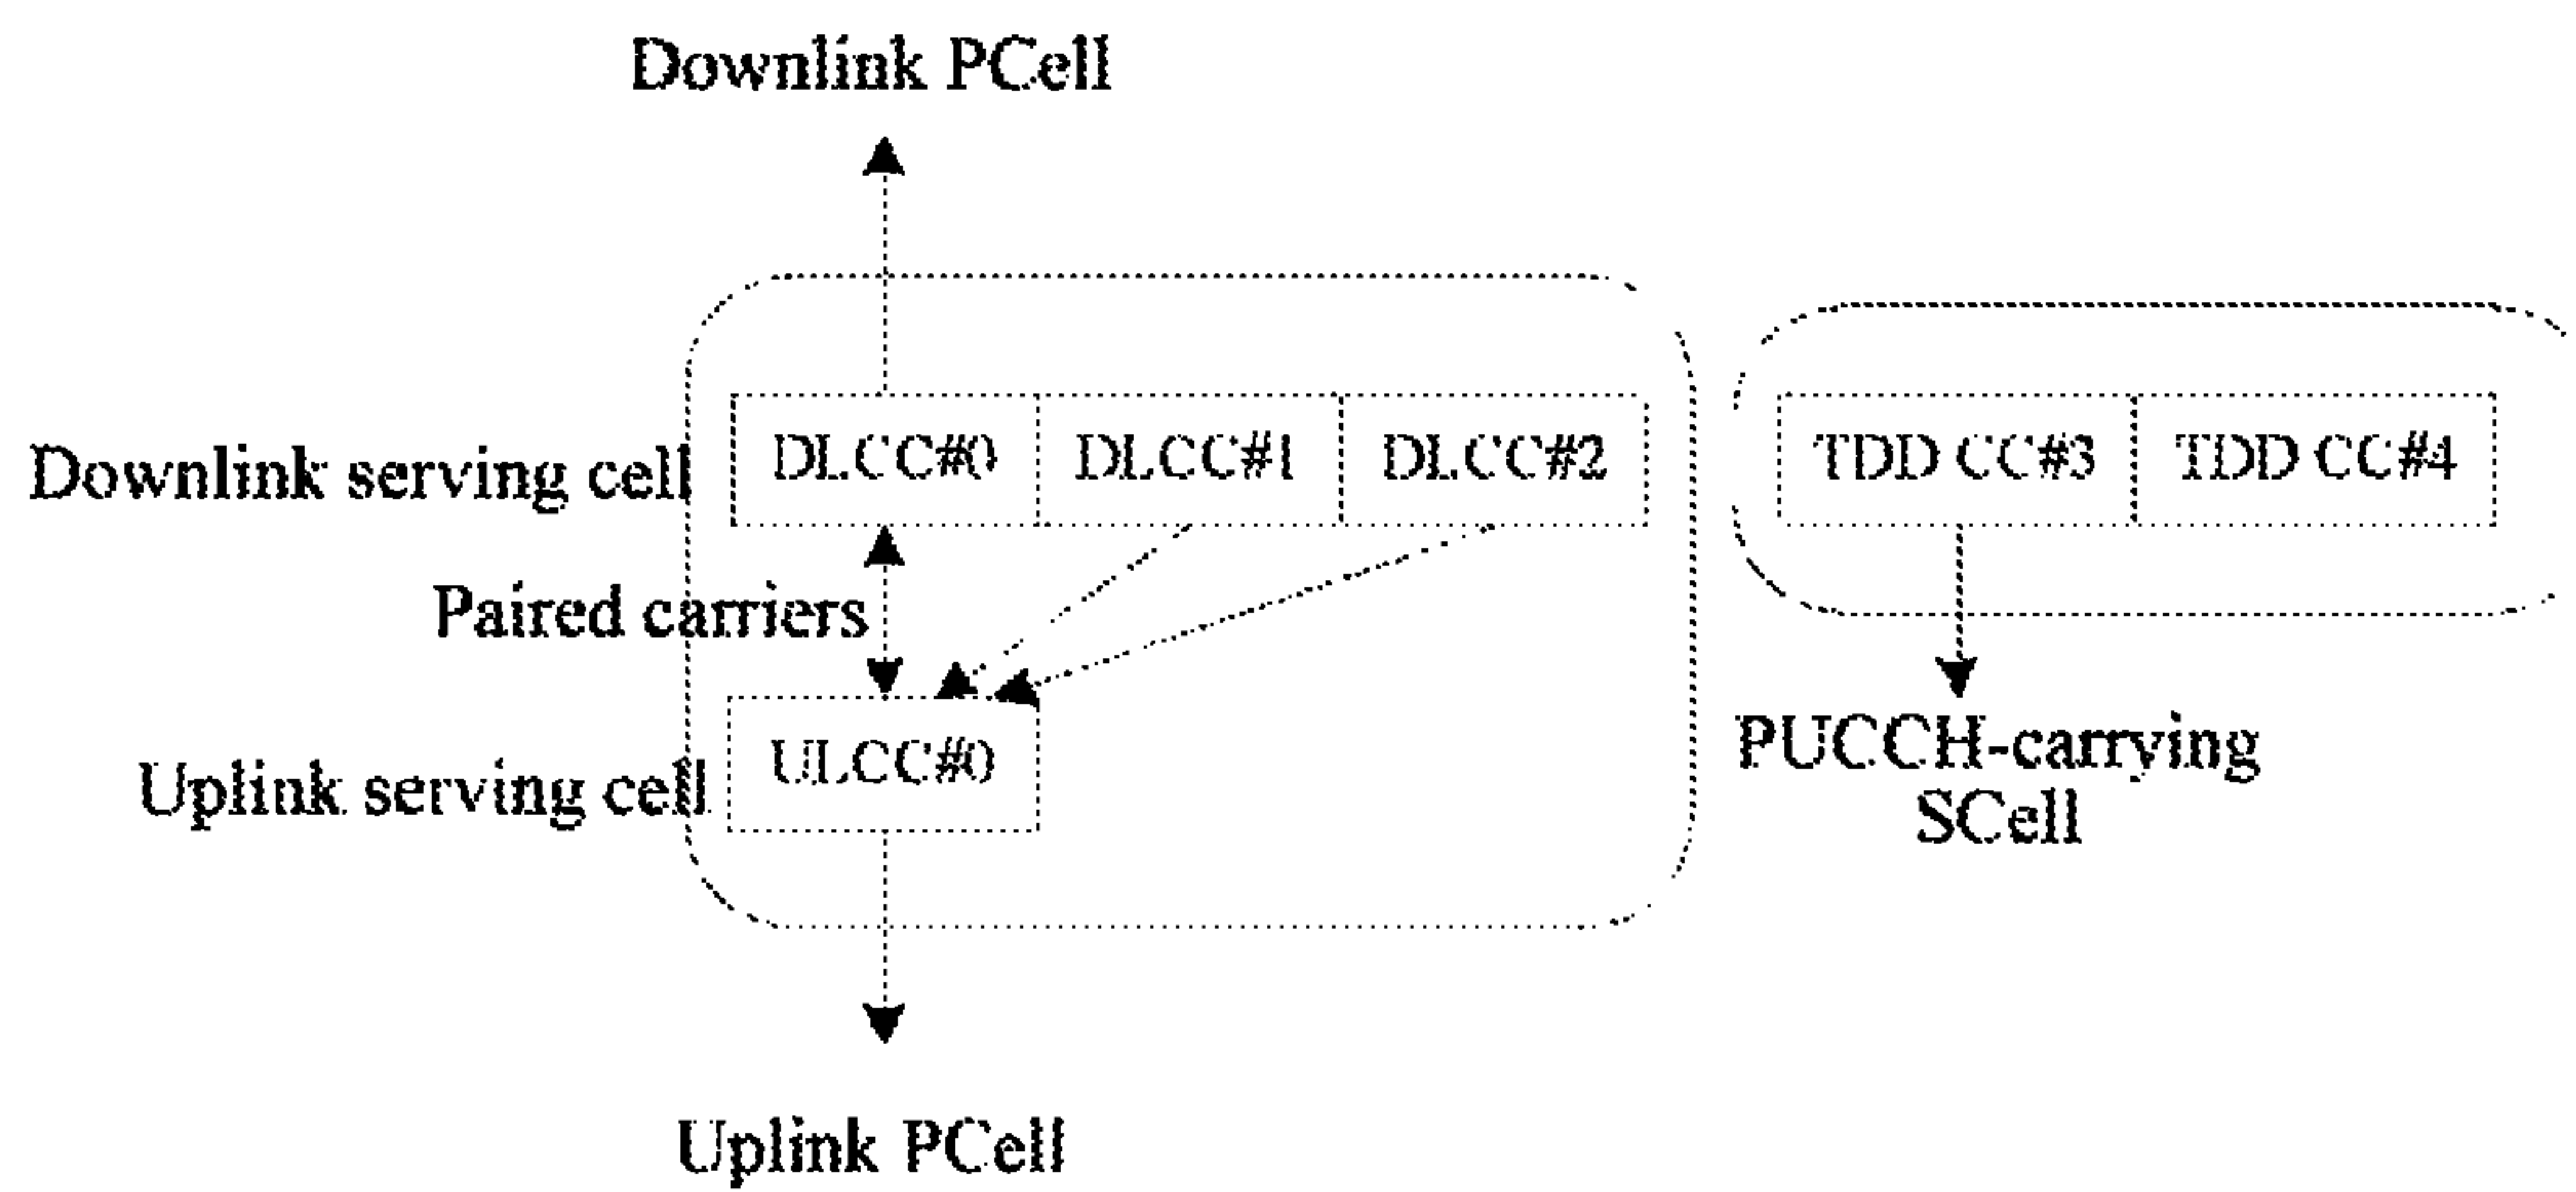 Downlink PCell
Downlink serving cell
DLCC#0 DLCC#1 DLCC#2
TDD CC#3 TDD CC#4
Paired carriers
Uplink serving cell
ULCC#0
PUCCH-carrying
SCell
Uplink PCell